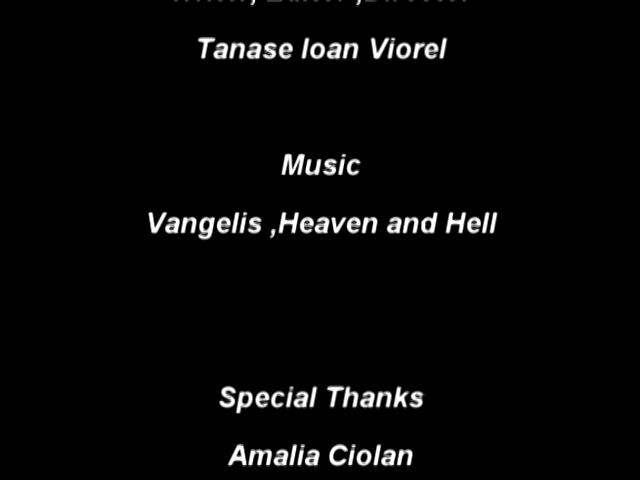 Tanase Ioan Viorel
Music
Vangelis ,Heaven and Hell
Special Thanks
Amalia Ciolan